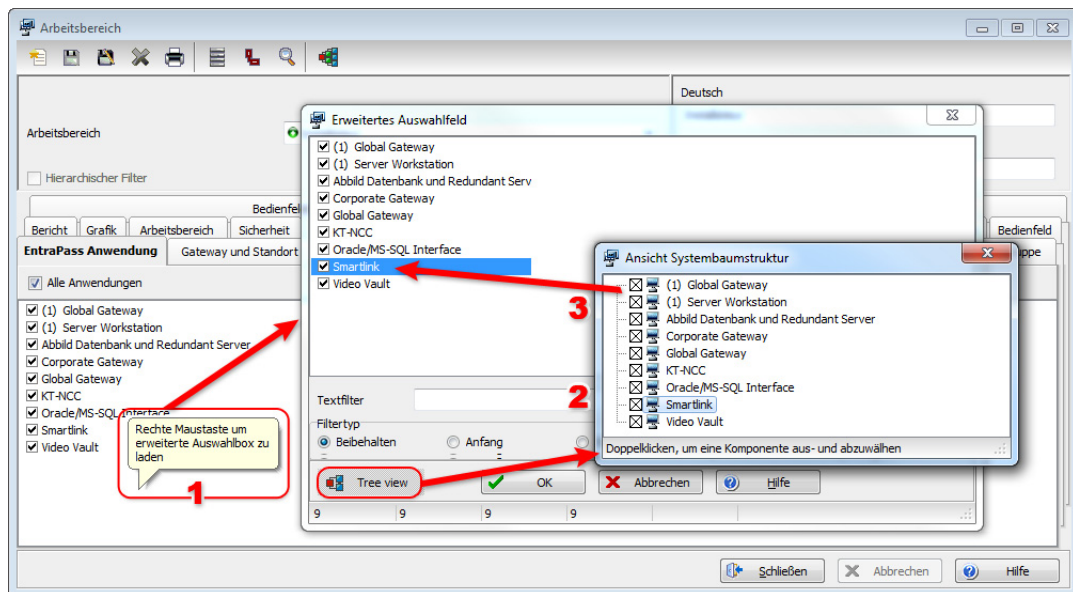 Arbeitsbereich
Deutsch
Arbeitsbereich
Hierarchischer Filter
Bedienfel
Bericht Grafik Arbeitsbereich Sicherheit
Bedienfeld
EntraPass Anwendung Gateway und Standort
ppe
Alle Anwendungen
(1) Global Gateway
(1) Server Workstation
Abbild Datenbank und Redundant Server
Corporate Gateway
Global Gateway
KT-NCC
Oracle/MS-SQL Interface
Smartlink
Video Vault
Rechte Maustaste um
erweiterte Auswahlbox zu
laden
1
Erweitertes Auswahlfeld
(1) Global Gateway
(1) Server Workstation
Abbild Datenbank und Redundant Serv
Corporate Gateway
Global Gateway
KT-NCC
Oracle/MS-SQL Interface
Smartlink
Video Vault
3
Textfilter
2
Filtertyp
Beibehalten Anfang
Tree view OK Abbrechen Hilfe
9 9 9 9
Ansicht Systembaumstruktur
(1) Global Gateway
(1) Server Workstation
Abbild Datenbank und Redundant Server
Corporate Gateway
Global Gateway
KT-NCC
Oracle/MS-SQL Interface
Smartlink
Video Vault
Doppelklicken, um eine Komponente aus- und abzuwälhen
Schließen Abbrechen Hilfe